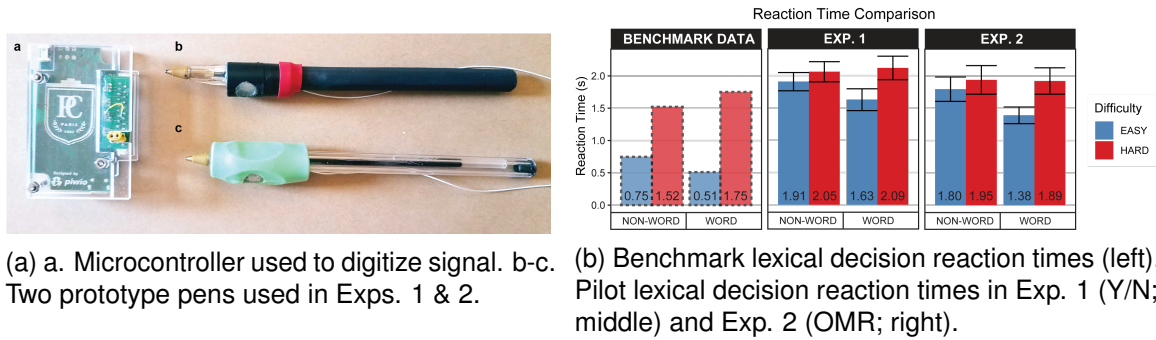 a
b
c
PC
PARIS
Designed by
piwio
Reaction Time Comparison
BENCHMARK DATA
EXP. 1
EXP. 2
Reaction Time (s)
2.0
1.5
1.0
0.5
0.0
0.75
1.52
0.51
1.75
1.91
2.05
1.63
2.09
1.80
1.95
1.38
1.89
NON-WORD
WORD
NON-WORD
WORD
NON-WORD
WORD
Difficulty
EASY
HARD
(a) a. Microcontroller used to digitize signal. b-c.
Two prototype pens used in Exps. 1 & 2.
(b) Benchmark lexical decision reaction times (left).
Pilot lexical decision reaction times in Exp. 1 (Y/N;
middle) and Exp. 2 (OMR; right).